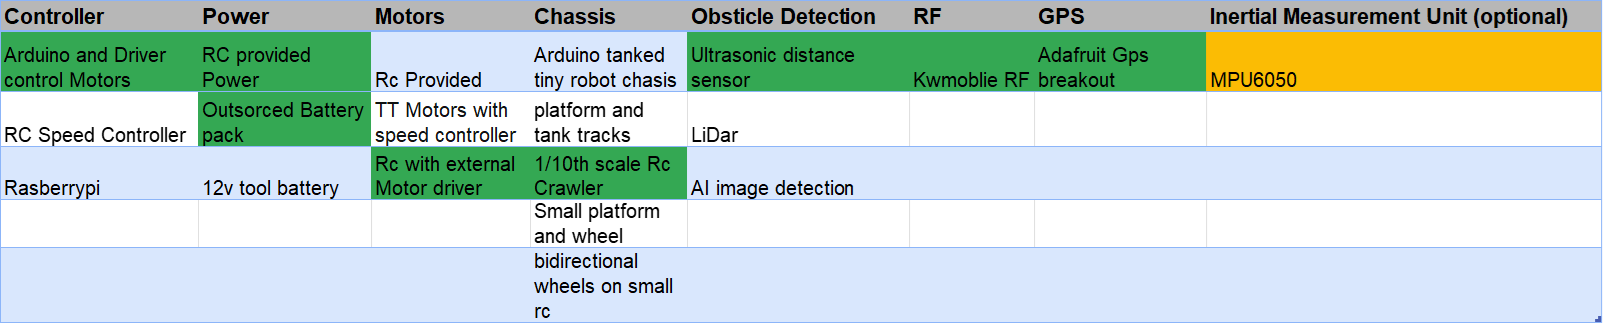 Controller Power Motors Chassis Obsticle Detection RF GPS Inertial Measurement Unit (optional)
Arduino and Driver
control Motors
RC provided
Power
Rc Provided
Arduino tanked
tiny robot chasis
Ultrasonic distance
sensor
Kwmoblie RF
Adafruit Gps
breakout
MPU6050
RC Speed Controller
Outsorced Battery
pack
TT Motors with
speed controller
platform and
tank tracks
LiDar
Rasberrypi
12v tool battery
Rc with external
Motor driver
1/10th scale Rc
Crawler
AI image detection
Small platform
and wheel
bidirectional
wheels on small
rc